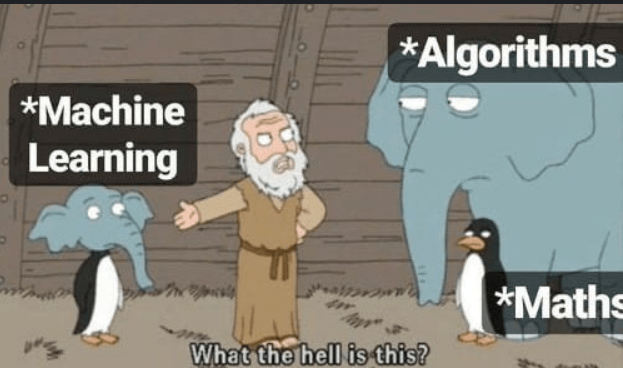 *Algorithms
*Machine
Learning
*Maths
What the hell is this?